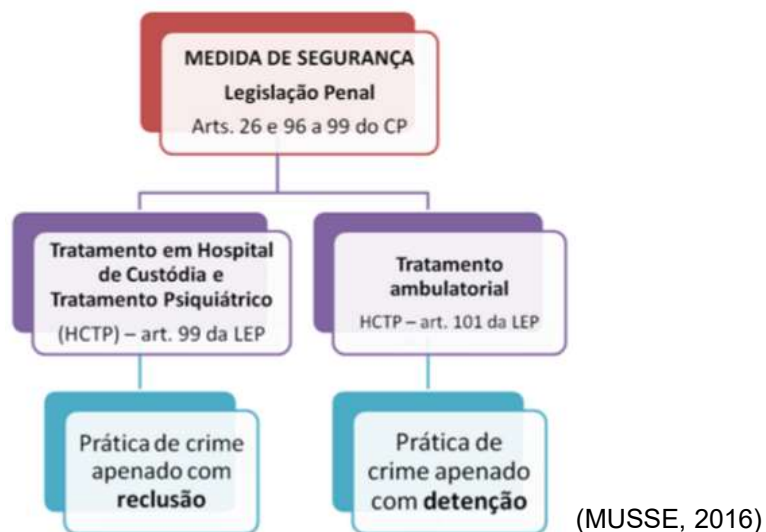 MEDIDA DE SEGURANÇA
Legislação Penal
Arts. 26 e 96 a 99 do CP
Tratamento em Hospital
de Custódia e
Tratamento Psiquiátrico
(HCTP) – art. 99 da LEP
Tratamento
ambulatorial
HCTP – art. 101 da LEP
Prática de crime
apenado com
reclusão
Prática de
crime apenado
com detenção
(MUSSE, 2016)